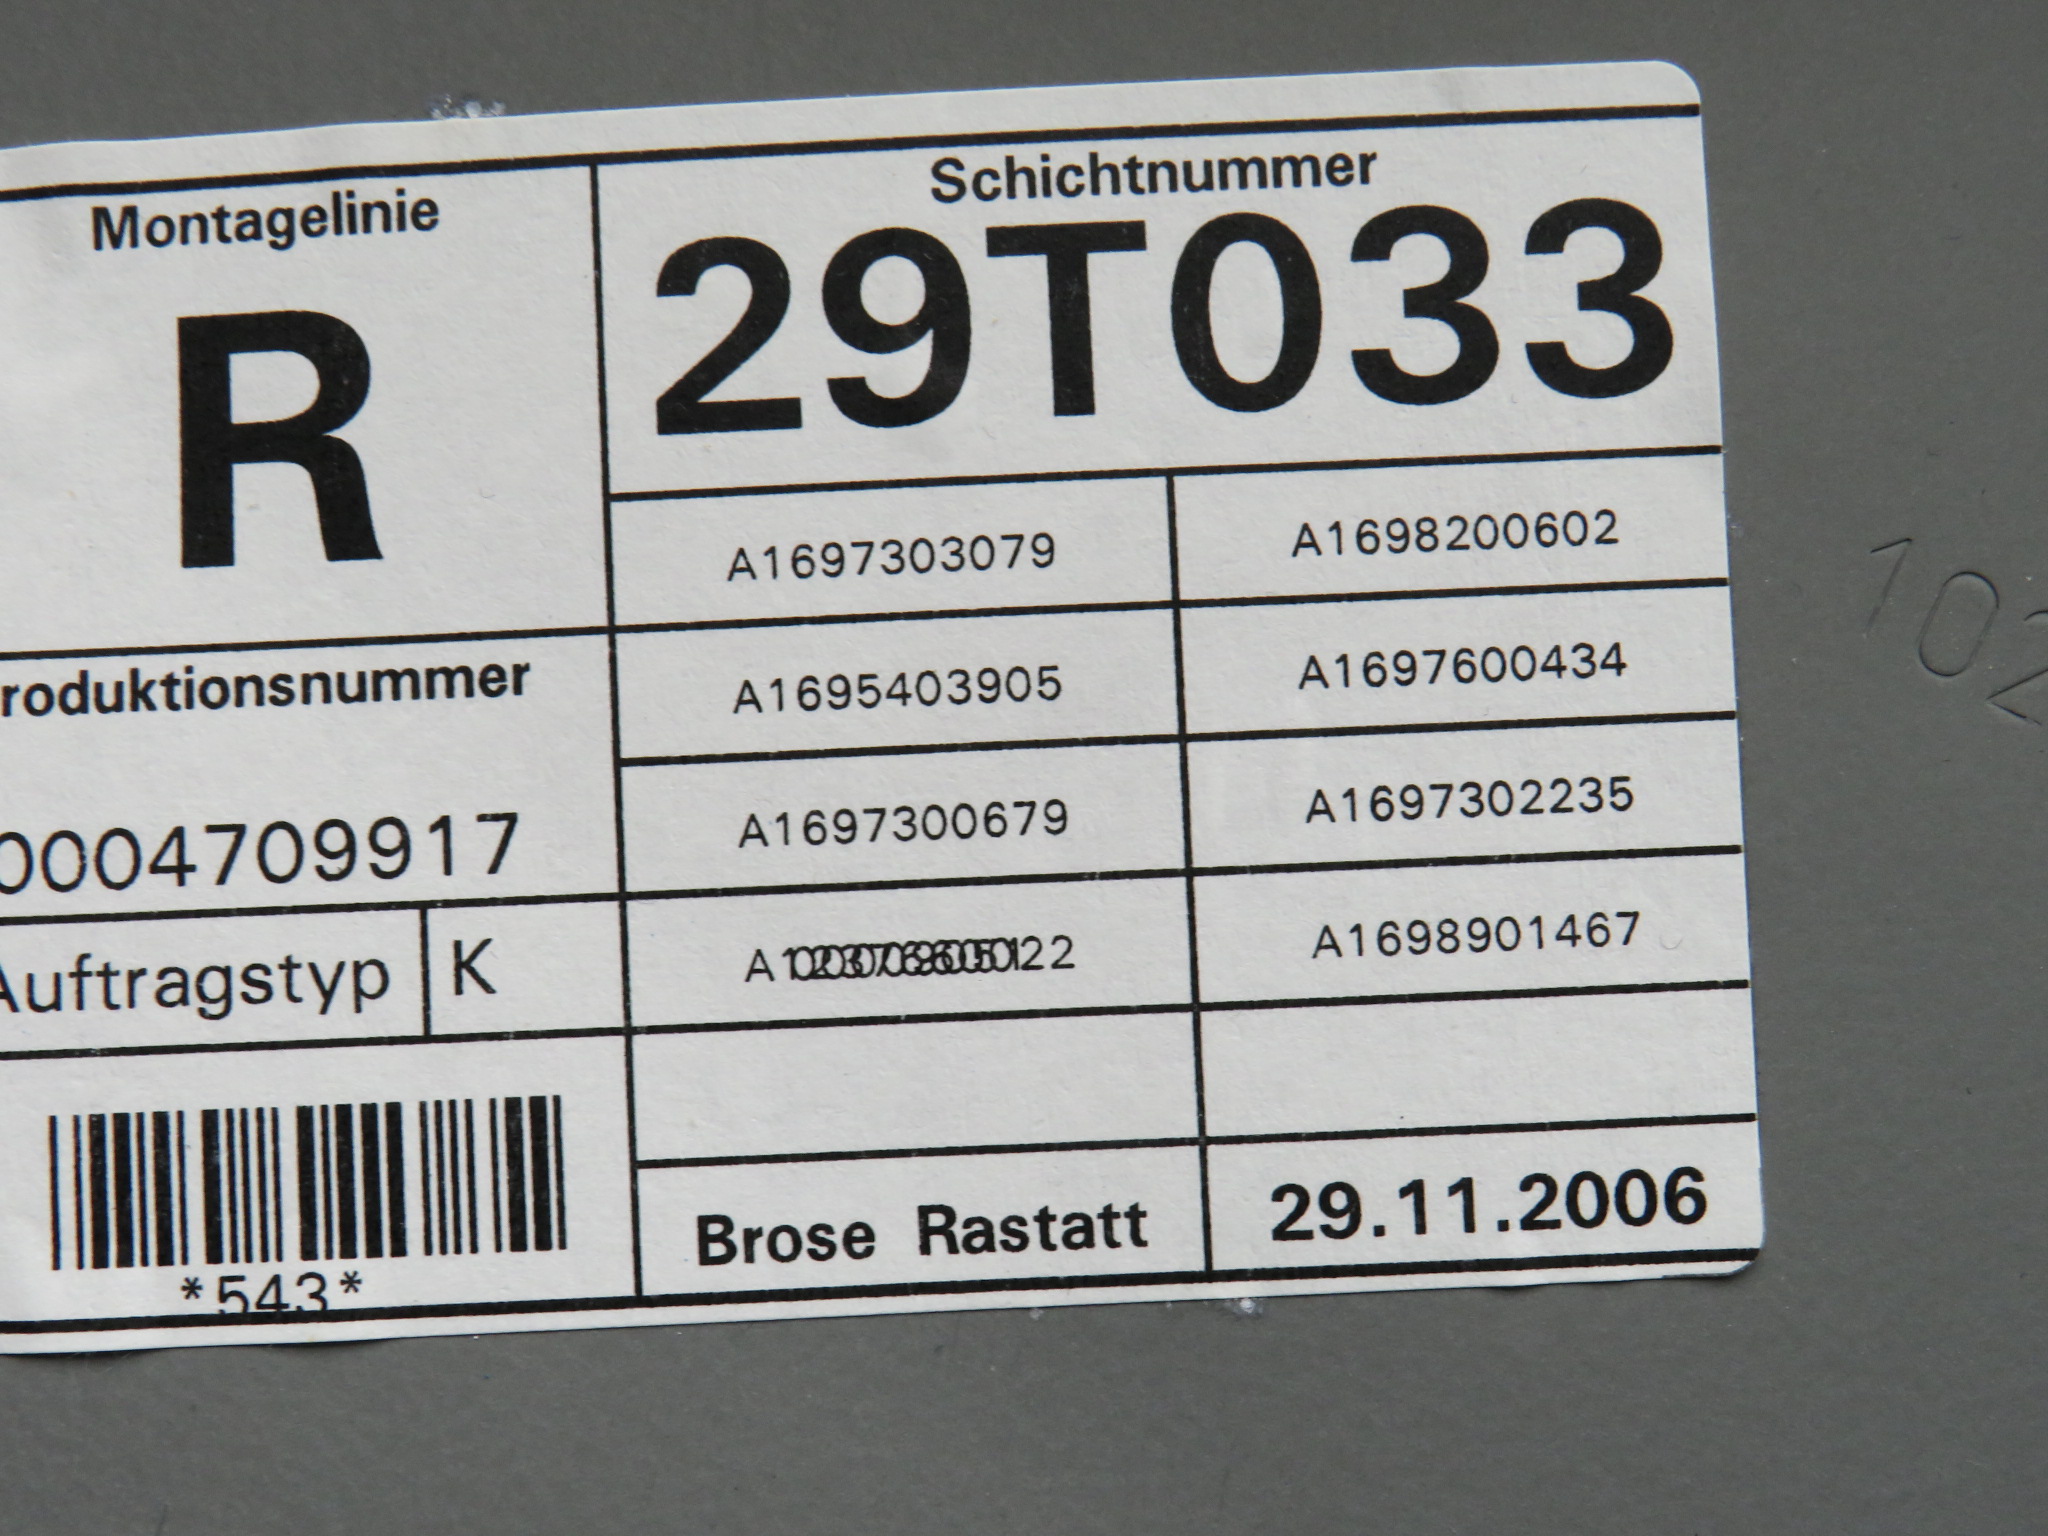 Montagelinie
R
Schichtnummer
29T033
A1697303079 A1698200602
roduktionsnummer
A1695403905 A1697600434
0004709917
A1697300679 A1697302235
Auftragstyp K
A1698901467
*543*
Brose Rastatt 29.11.2006
102